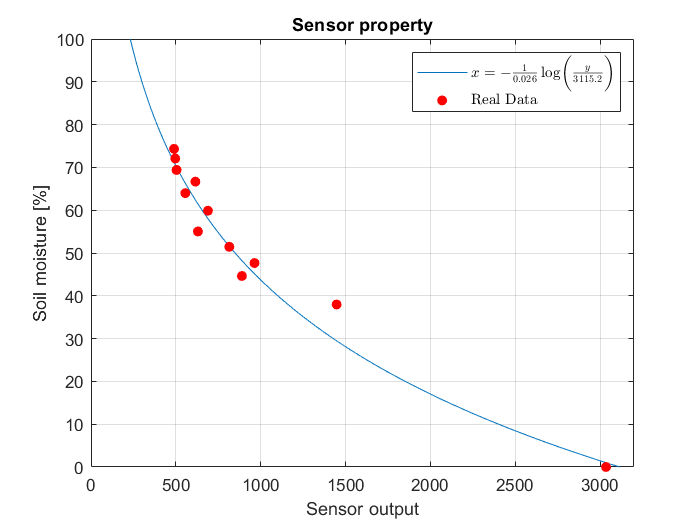 Sensor property
x = −1/0.026 log(y/3115.2)
Real Data
Soil moisture [%]
100
90
80
70
60
50
40
30
20
10
0
0 500 1000 1500 2000 2500 3000
Sensor output